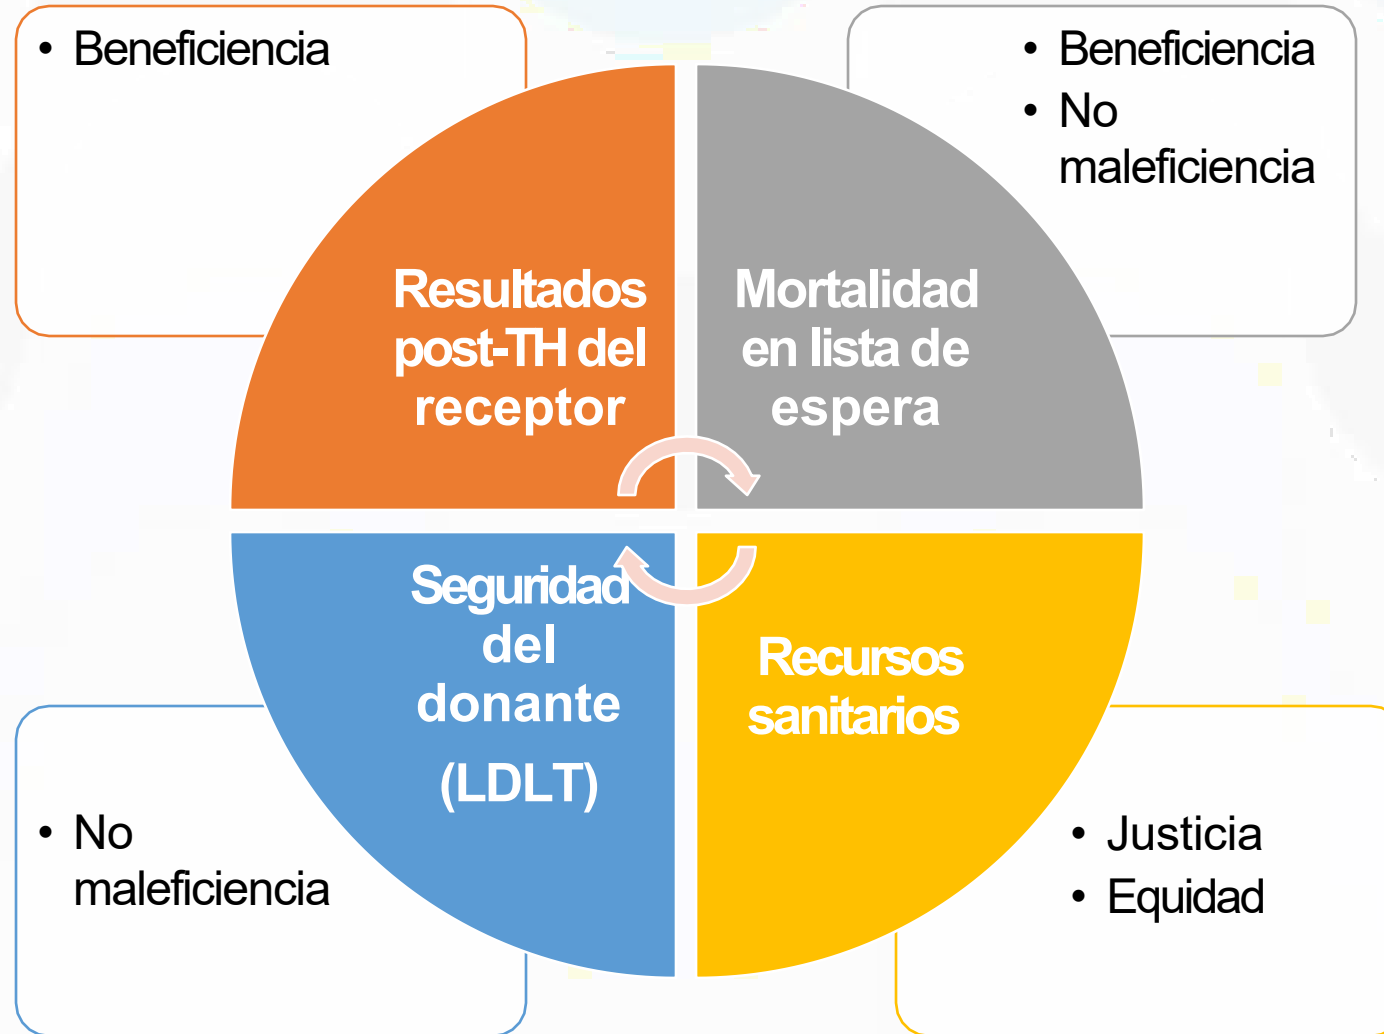 • Beneficiencia
• Beneficiencia
• No
maleficiencia
Resultados
post-TH del
receptor
Mortalidad
en lista de
espera
Seguridad
del
donante
(LDLT)
Recursos
sanitarios
• No
maleficiencia
• Justicia
• Equidad